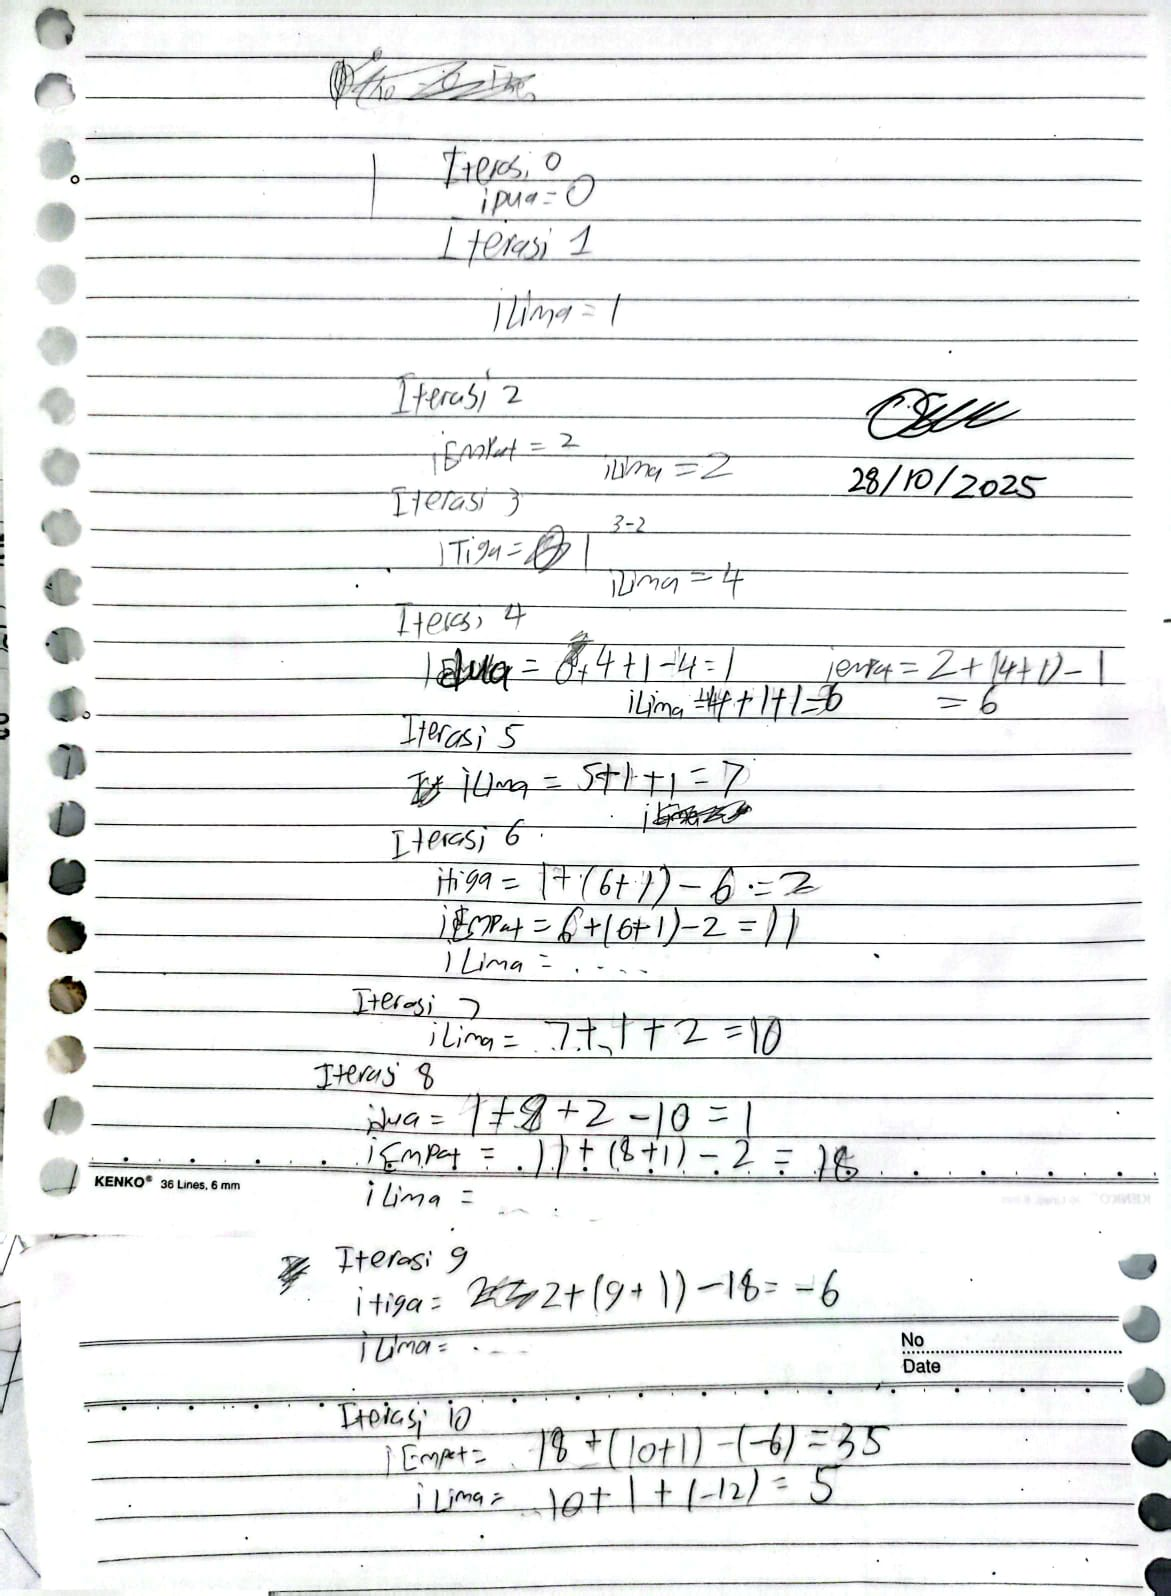 Iterasi 0
iDua = 0
Iterasi 1
iLima = 1
Iterasi 2
iEmpat = 2 iLima = 2
28/10/2025
Iterasi 3
3-2
iTiga = 1
iLima = 4
Iterasi 4
= 0+4+1-4=1 iempa = 2+(4+1)-1
iLima = 4+1+1=6 = 6
Iterasi 5
iLima = 5+1+1=7
Iterasi 6
itiga = 1+(6+1)-6=2
iEmpat = 6+(6+1)-2=11
iLima = .....
Iterasi 7
iLima = 7+1+2=10
Iterasi 8
idua = 1+8+2-10=1
iEmpat = 11+(8+1)-2=18
KENKO® 36 Lines, 6 mm
iLima = ....
Iterasi 9
itiga = 2+(9+1)-18=-6
No
iLima = ....
Date
Iterasi 10
iEmpat = 18+(10+1)-(-6)=35
iLima = 10+1+(-12)=5